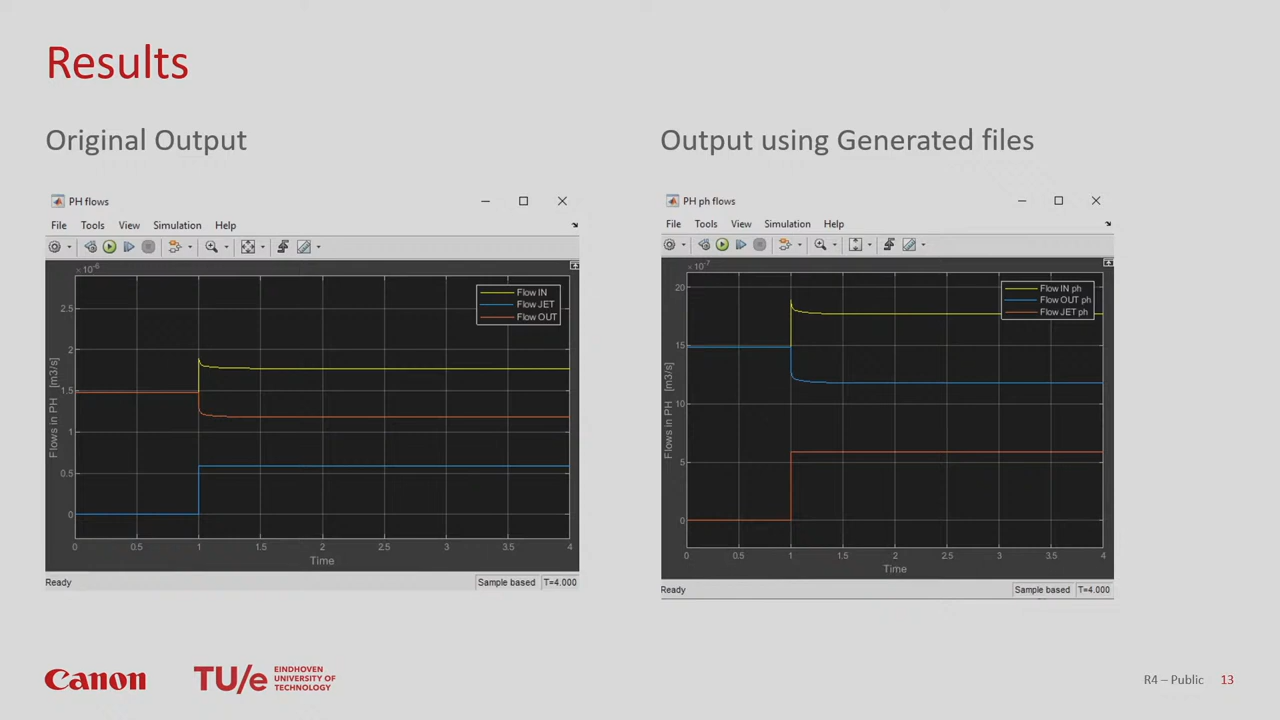 Results
Original Output
Output using Generated files
PH flows
File Tools View Simulation Help
×10^-6
2.5
2
1.5
1
0.5
0
Flows in PH [m3/s]
Flow IN
Flow JET
Flow OUT
0 0.5 1 1.5 2 2.5 3 3.5 4
Time
Ready
Sample based T=4.000
PH ph flows
File Tools View Simulation Help
×10^-7
20
15
10
5
0
Flows in PH [m3/s]
Flow IN ph
Flow OUT ph
Flow JET ph
0 0.5 1 1.5 2 2.5 3 3.5 4
Time
Ready
Sample based T=4.000
Canon
TU/e
EINDHOVEN
UNIVERSITY OF
TECHNOLOGY
R4 – Public 13